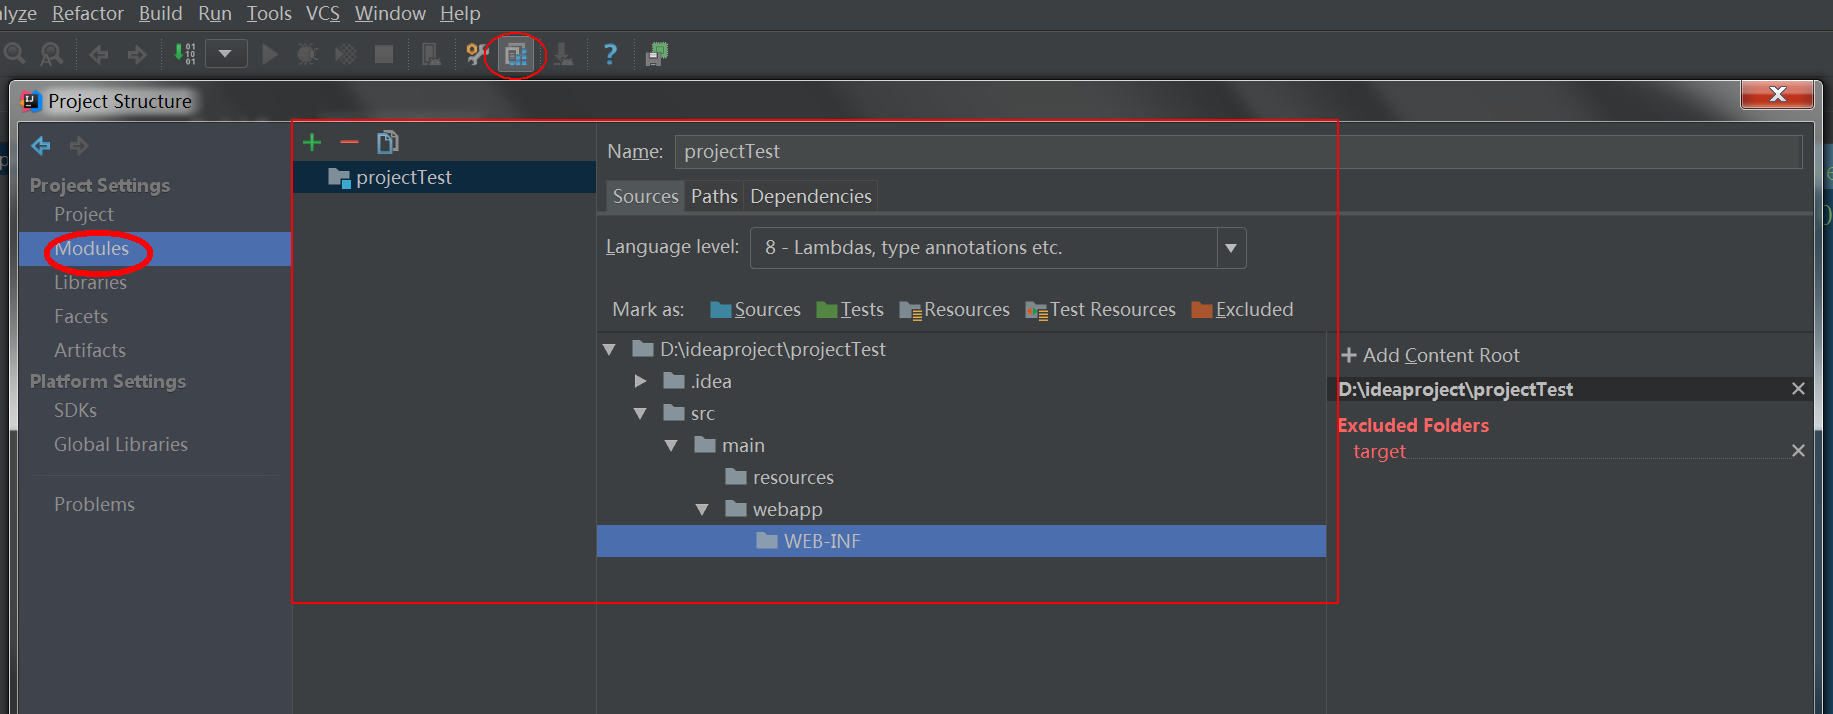 alyze Refactor Build Run Tools VCS Window Help
Project Structure
Project Settings
Project
Modules
Libraries
Facets
Artifacts
Platform Settings
SDKs
Global Libraries
Problems
projectTest
Name: projectTest
Sources Paths Dependencies
Language level: 8 - Lambdas, type annotations etc.
Mark as: Sources Tests Resources Test Resources Excluded
D:\ideaproject\projectTest
.idea
src
main
resources
webapp
WEB-INF
+ Add Content Root
D:\ideaproject\projectTest
Excluded Folders
target